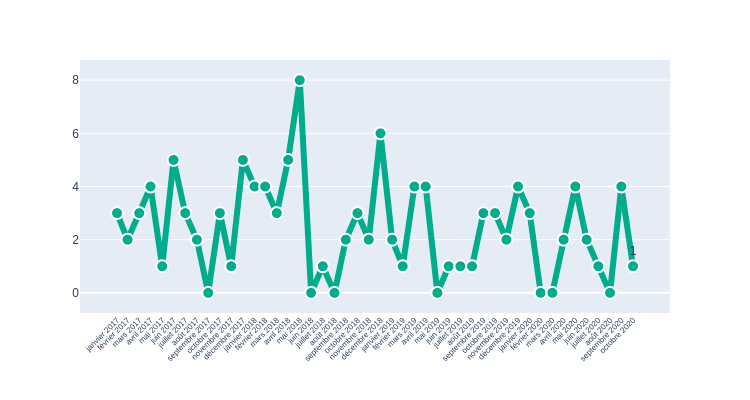 8
6
4
2
0
1
janvier 2017
février 2017
mars 2017
avril 2017
mai 2017
juin 2017
juillet 2017
août 2017
septembre 2017
octobre 2017
novembre 2017
décembre 2017
janvier 2018
février 2018
mars 2018
avril 2018
mai 2018
juin 2018
juillet 2018
août 2018
septembre 2018
octobre 2018
novembre 2018
décembre 2018
janvier 2019
février 2019
mars 2019
avril 2019
mai 2019
juin 2019
juillet 2019
août 2019
septembre 2019
octobre 2019
novembre 2019
décembre 2019
janvier 2020
février 2020
mars 2020
avril 2020
mai 2020
juin 2020
juillet 2020
août 2020
septembre 2020
octobre 2020